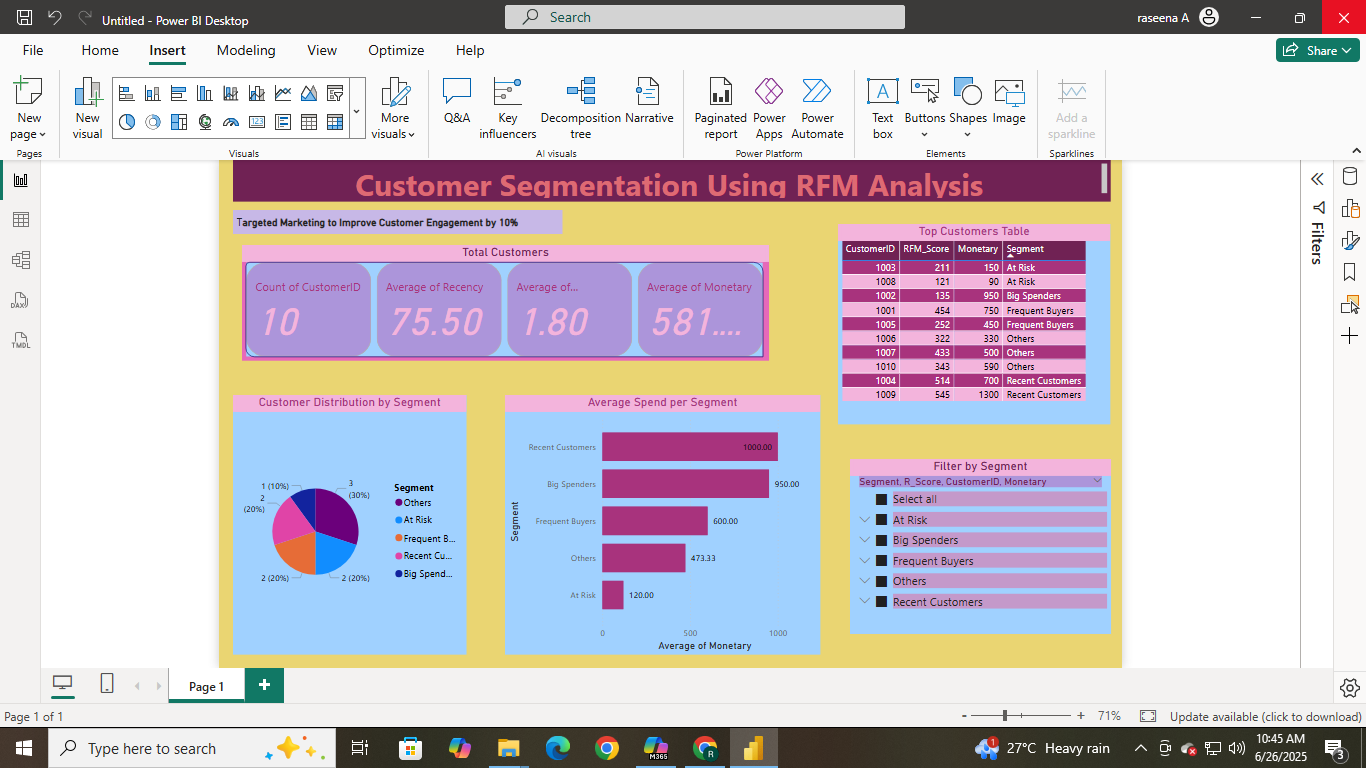 Untitled - Power BI Desktop
Search
raseena A
File
Home
Insert
Modeling
View
Optimize
Help
Share
New page
New visual
More visuals
Q&A
Key influencers
Decomposition tree
Narrative
Paginated report
Power Apps
Power Automate
Text box
Buttons
Shapes
Image
Add a sparkline
Pages
Visuals
AI visuals
Power Platform
Elements
Sparklines
Customer Segmentation Using RFM Analysis
Targeted Marketing to Improve Customer Engagement by 10%
Total Customers
Count of CustomerID
10
Average of Recency
75.50
Average of...
1.80
Average of Monetary
581....
Top Customers Table
CustomerID RFM_Score Monetary Segment
1003 211 150 At Risk
1008 121 90 At Risk
1002 135 950 Big Spenders
1001 454 750 Frequent Buyers
1005 252 450 Frequent Buyers
1006 322 330 Others
1007 433 500 Others
1010 343 590 Others
1004 514 700 Recent Customers
1009 545 1300 Recent Customers
Customer Distribution by Segment
1 (10%)
2
(20%)
2 (20%)
3
(30%)
2 (20%)
Segment
Others
At Risk
Frequent B...
Recent Cu...
Big Spend...
Average Spend per Segment
Segment
Recent Customers 1000.00
Big Spenders 950.00
Frequent Buyers 600.00
Others 473.33
At Risk 120.00
0 500 1000
Average of Monetary
Filter by Segment
Segment, R_Score, CustomerID, Monetary
Select all
At Risk
Big Spenders
Frequent Buyers
Others
Recent Customers
Filters
DAX
TMDL
Page 1
Page 1 of 1
71%
Update available (click to download)
Type here to search
M365
R
1
27°C Heavy rain
10:45 AM
6/26/2025
3